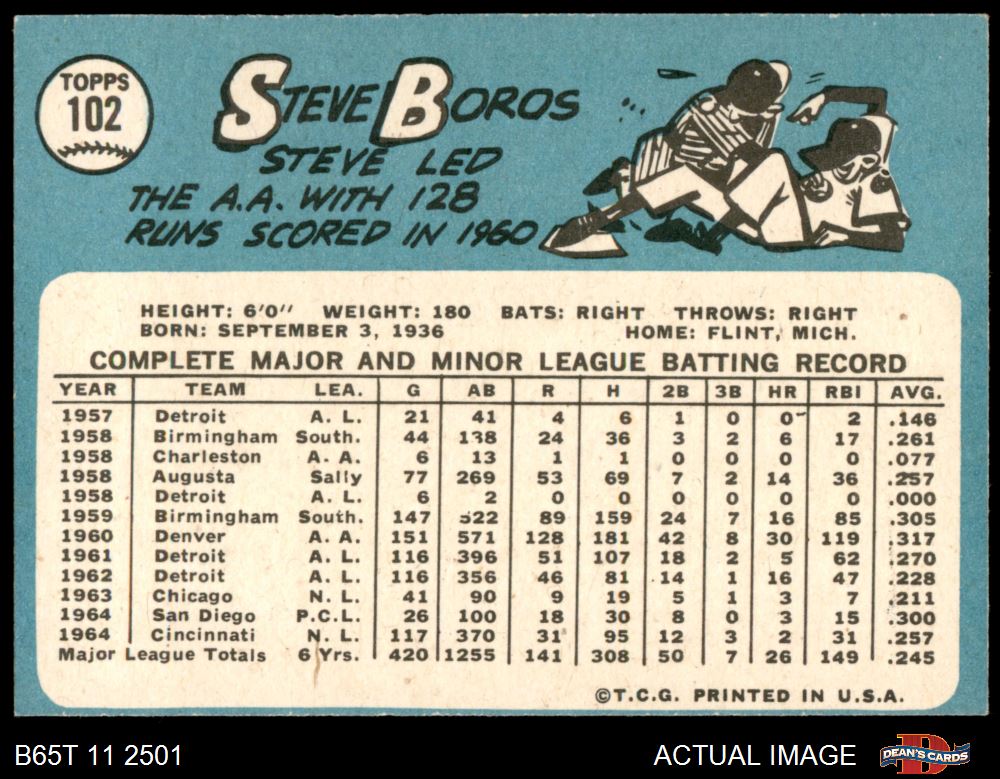 TOPPS
102
STEVE BOROS
STEVE LED
THE A.A. WITH 128
RUNS SCORED IN 1960
HEIGHT: 6'0" WEIGHT: 180 BATS: RIGHT THROWS: RIGHT
BORN: SEPTEMBER 3, 1936 HOME: FLINT, MICH.
COMPLETE MAJOR AND MINOR LEAGUE BATTING RECORD
YEAR TEAM LEA. G AB R H 2B 3B HR RBI AVG.
1957 Detroit A. L. 21 41 4 6 1 0 0 2 .146
1958 Birmingham South. 44 138 24 36 3 2 6 17 .261
1958 Charleston A. A. 6 13 1 1 0 0 0 0 .077
1958 Augusta Sally 77 269 53 69 7 2 14 36 .257
1958 Detroit A. L. 6 2 0 0 0 0 0 0 .000
1959 Birmingham South. 147 522 89 159 24 7 16 85 .305
1960 Denver A. A. 151 571 128 181 42 8 30 119 .317
1961 Detroit A. L. 116 396 51 107 18 2 5 62 .270
1962 Detroit A. L. 116 356 46 81 14 1 16 47 .228
1963 Chicago N. L. 41 90 9 19 5 1 3 7 .211
1964 San Diego P.C.L. 26 100 18 30 8 0 3 15 .300
1964 Cincinnati N. L. 117 370 31 95 12 3 2 31 .257
Major League Totals 6 Yrs. 420 1255 141 308 50 7 26 149 .245
©T.C.G. PRINTED IN U.S.A.
B65T 11 2501 ACTUAL IMAGE DEAN'S CARDS